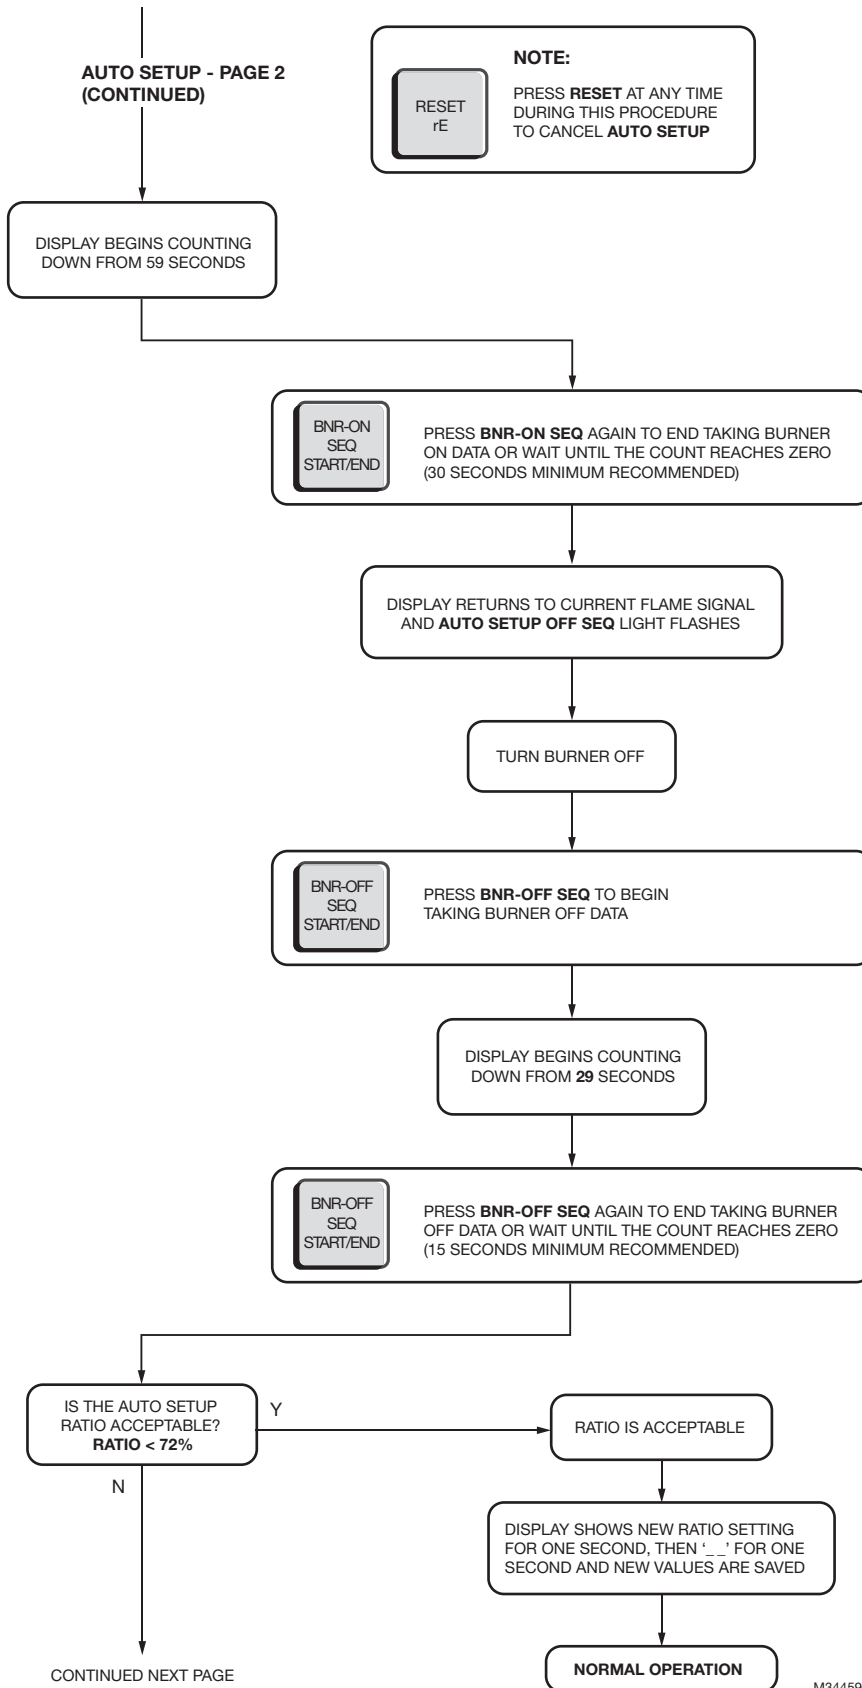 AUTO SETUP - PAGE 2
(CONTINUED)
NOTE:
RESET
rE
PRESS RESET AT ANY TIME
DURING THIS PROCEDURE
TO CANCEL AUTO SETUP
DISPLAY BEGINS COUNTING
DOWN FROM 59 SECONDS
BNR-ON
SEQ
START/END
PRESS BNR-ON SEQ AGAIN TO END TAKING BURNER
ON DATA OR WAIT UNTIL THE COUNT REACHES ZERO
(30 SECONDS MINIMUM RECOMMENDED)
DISPLAY RETURNS TO CURRENT FLAME SIGNAL
AND AUTO SETUP OFF SEQ LIGHT FLASHES
TURN BURNER OFF
BNR-OFF
SEQ
START/END
PRESS BNR-OFF SEQ TO BEGIN
TAKING BURNER OFF DATA
DISPLAY BEGINS COUNTING
DOWN FROM 29 SECONDS
BNR-OFF
SEQ
START/END
PRESS BNR-OFF SEQ AGAIN TO END TAKING BURNER
OFF DATA OR WAIT UNTIL THE COUNT REACHES ZERO
(15 SECONDS MINIMUM RECOMMENDED)
IS THE AUTO SETUP
RATIO ACCEPTABLE?
RATIO < 72%
Y
RATIO IS ACCEPTABLE
N
DISPLAY SHOWS NEW RATIO SETTING
FOR ONE SECOND, THEN ‘_ _’ FOR ONE
SECOND AND NEW VALUES ARE SAVED
CONTINUED NEXT PAGE
NORMAL OPERATION
M34459